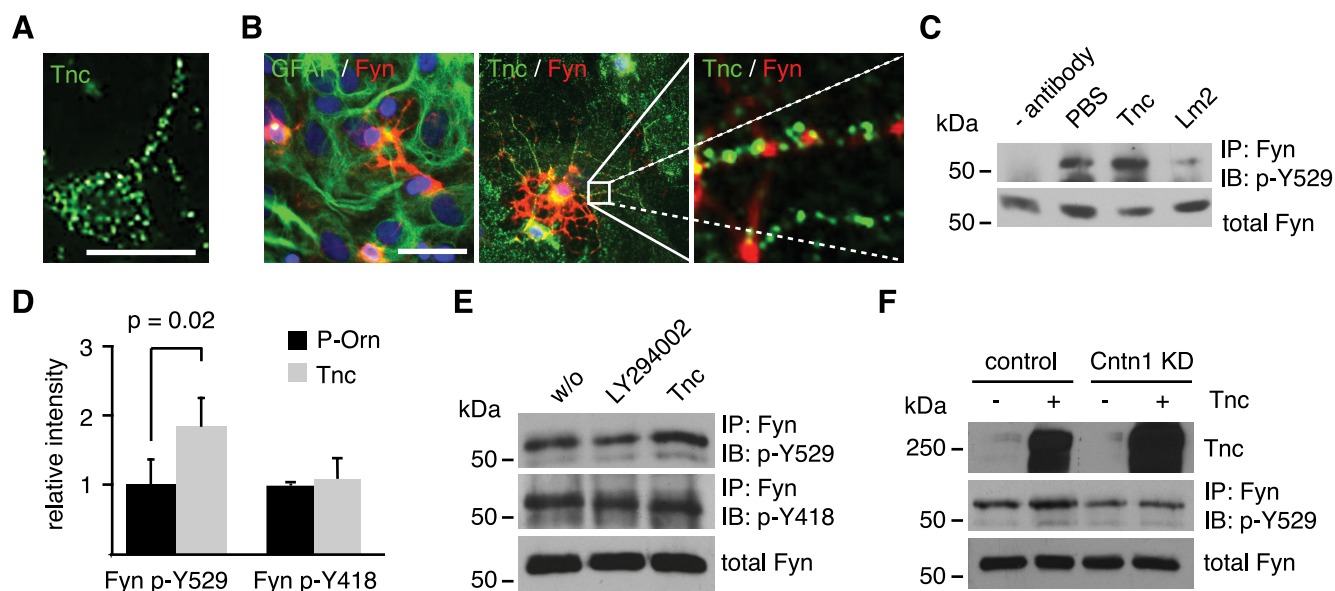 A
Tnc
B
GFAP / Fyn
Tnc / Fyn
Tnc / Fyn
C
- antibody
PBS
Tnc
Lm2
kDa
50
IP: Fyn
IB: p-Y529
50
total Fyn
D
p = 0.02
P-Orn
Tnc
relative intensity
3
2
1
Fyn p-Y529
Fyn p-Y418
E
w/o
LY294002
Tnc
kDa
50
IP: Fyn
IB: p-Y529
50
IP: Fyn
IB: p-Y418
50
total Fyn
F
control
Cntn1 KD
- + - + Tnc
kDa
250
Tnc
50
IP: Fyn
IB: p-Y529
50
total Fyn